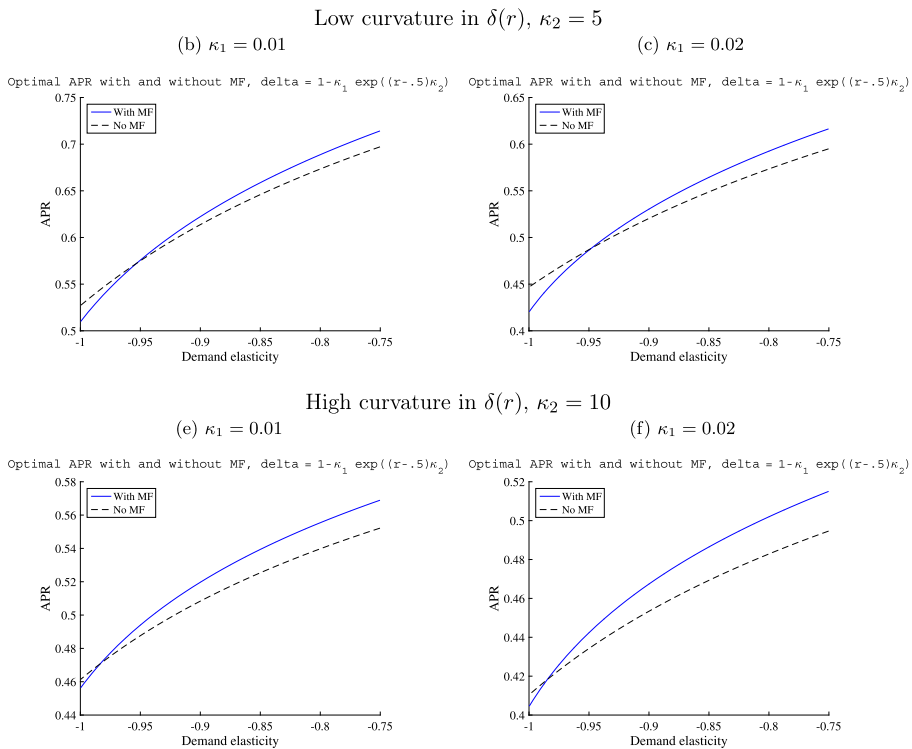 Low curvature in δ(r), κ₂ = 5
(b) κ₁ = 0.01
(c) κ₁ = 0.02
Optimal APR with and without MF, delta = 1-κ₁ exp((r-.5)κ₂)
0.75
0.7
0.65
0.6
0.55
0.5
APR
With MF
No MF
-1 -0.95 -0.9 -0.85 -0.8 -0.75
Demand elasticity
Optimal APR with and without MF, delta = 1-κ₁ exp((r-.5)κ₂)
0.65
0.6
0.55
0.5
0.45
0.4
APR
With MF
No MF
-1 -0.95 -0.9 -0.85 -0.8 -0.75
Demand elasticity
High curvature in δ(r), κ₂ = 10
(e) κ₁ = 0.01
(f) κ₁ = 0.02
Optimal APR with and without MF, delta = 1-κ₁ exp((r-.5)κ₂)
0.58
0.56
0.54
0.52
0.5
0.48
0.46
0.44
APR
With MF
No MF
-1 -0.95 -0.9 -0.85 -0.8 -0.75
Demand elasticity
Optimal APR with and without MF, delta = 1-κ₁ exp((r-.5)κ₂)
0.52
0.5
0.48
0.46
0.44
0.42
0.4
APR
With MF
No MF
-1 -0.95 -0.9 -0.85 -0.8 -0.75
Demand elasticity